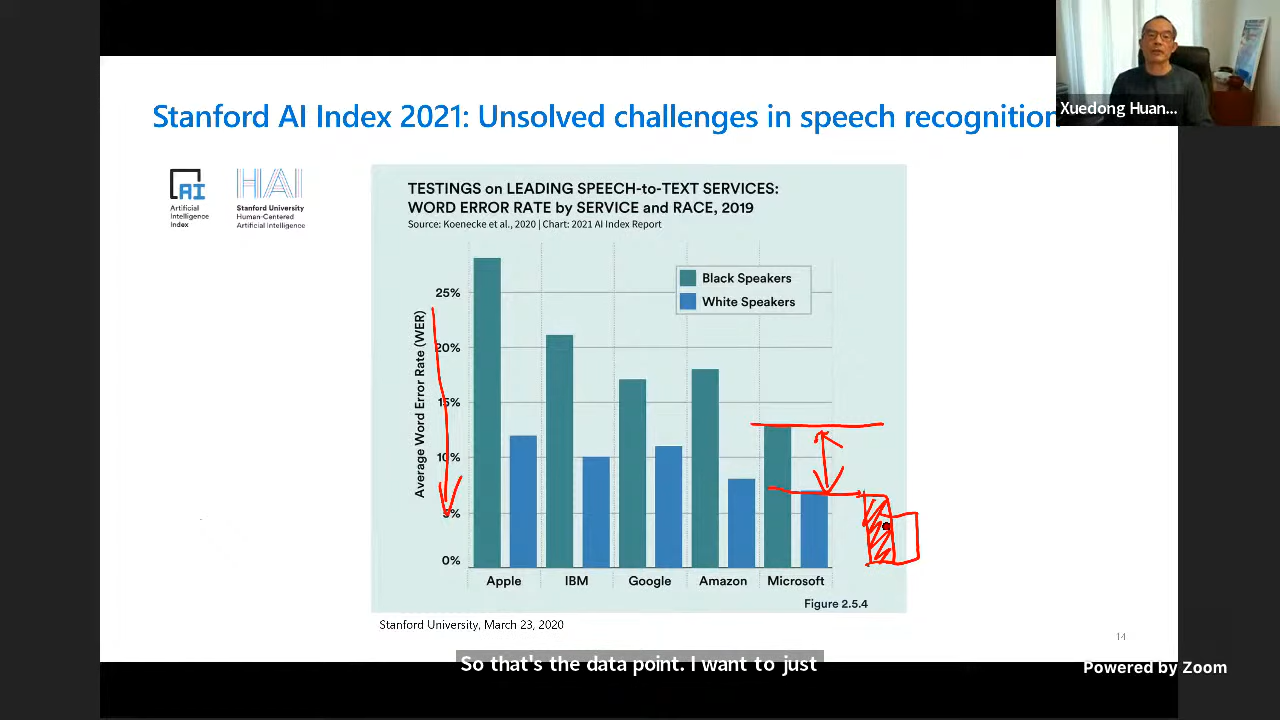 Xuedong Huan...
Stanford AI Index 2021: Unsolved challenges in speech recognition
AI
Artificial
Intelligence
Index
HAI
Stanford University
Human-Centered
Artificial Intelligence
TESTINGS on LEADING SPEECH-to-TEXT SERVICES:
WORD ERROR RATE by SERVICE and RACE, 2019
Source: Koenecke et al., 2020 | Chart: 2021 AI Index Report
Black Speakers
White Speakers
Average Word Error Rate (WER)
25%
20%
15%
10%
5%
0%
Apple
IBM
Google
Amazon
Microsoft
Figure 2.5.4
Stanford University, March 23, 2020
14
So that's the data point. I want to just
Powered by Zoom